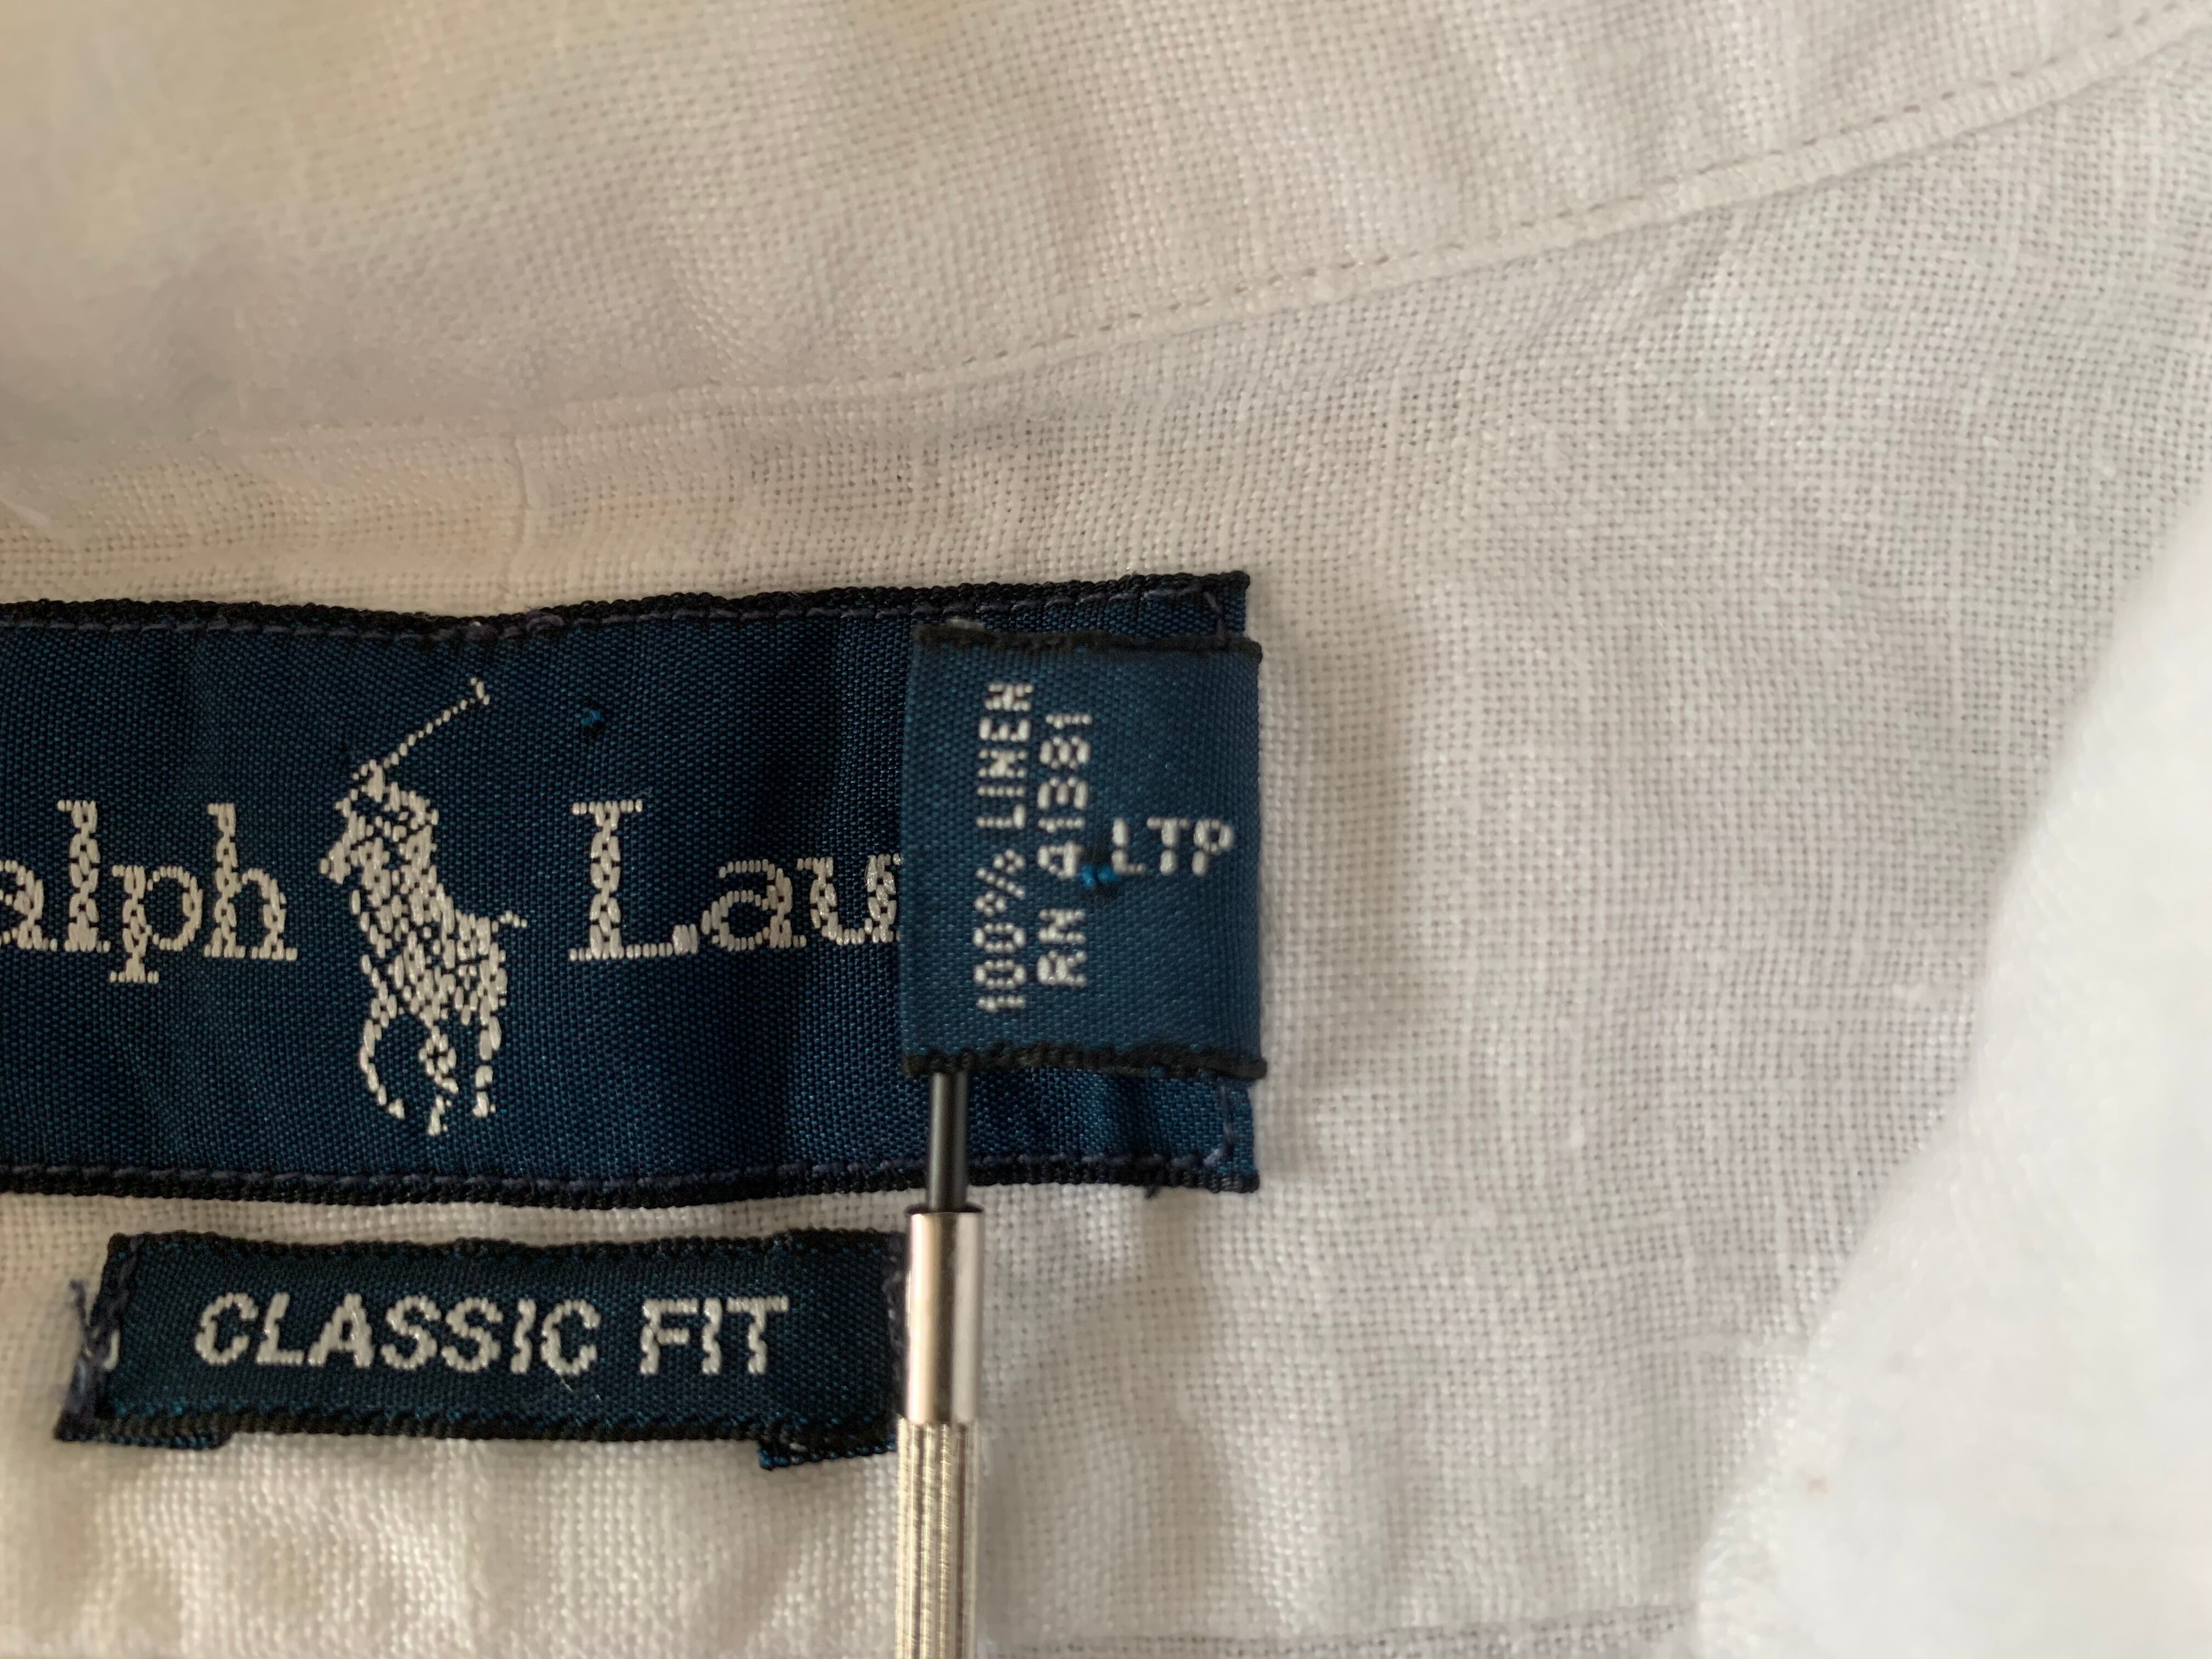 alph Lau
100% LINEN
RN 41381
LTP
CLASSIC FIT